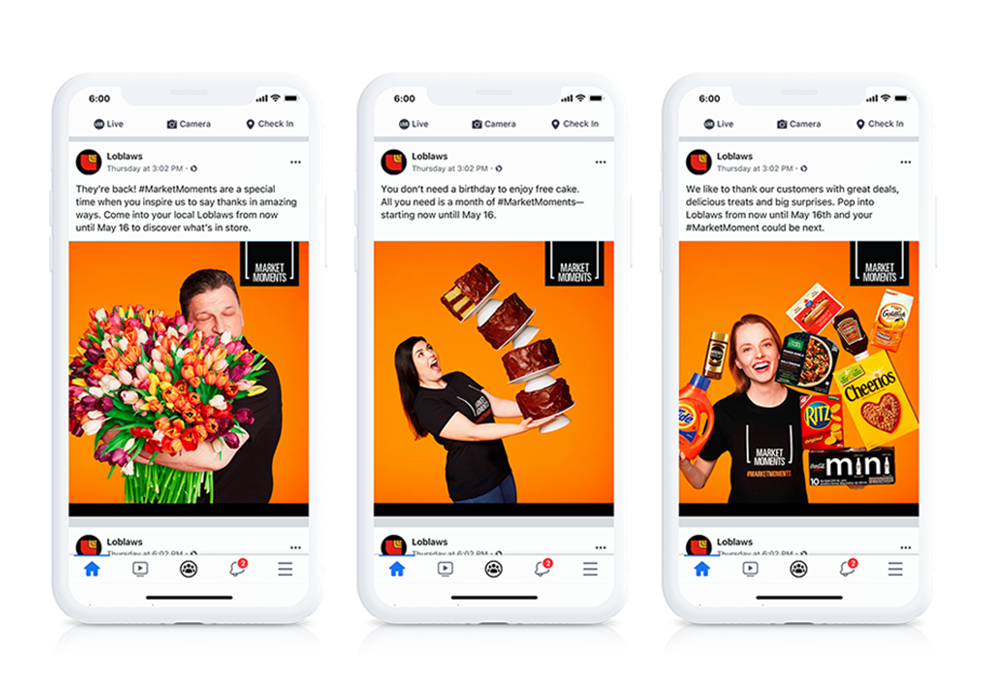 6:00
Live
Camera
Check In
Loblaws
Thursday at 3:02 PM ·
They're back! #MarketMoments are a special
time when you inspire us to say thanks in amazing
ways. Come into your local Loblaws from now
until May 16 to discover what's in store.
MARKET
MOMENTS
Loblaws
Thursday at 6:02 PM ·
2
6:00
Live
Camera
Check In
Loblaws
Thursday at 3:02 PM ·
You don't need a birthday to enjoy free cake.
All you need is a month of #MarketMoments—
starting now untill May 16.
MARKET
MOMENTS
MARKET
MOMENTS
Loblaws
Thursday at 6:02 PM ·
2
6:00
Live
Camera
Check In
Loblaws
Thursday at 3:02 PM ·
We like to thank our customers with great deals,
delicious treats and big surprises. Pop into
Loblaws from now until May 16th and your
#MarketMoment could be next.
MARKET
MOMENTS
Goldfish
Cheerios
Tide
RITZ
Original
MARKET
MOMENTS
#MARKETMOMENTS
Coca-Cola
mini
10
Loblaws
Thursday at 6:02 PM ·
2